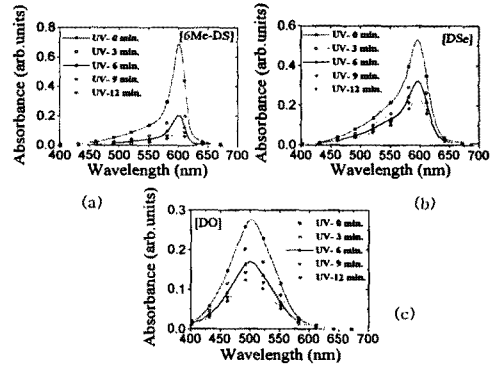 [6Me-DS]
UV- 0 min.
UV- 3 min.
UV- 6 min.
UV- 9 min.
UV-12 min.
Absorbance (arb.units)
0.8
0.6
0.4
0.2
0.0
400 450 500 550 600 650 700
Wavelength (nm)
(a)
[DSe]
UV- 0 min.
UV- 3 min.
UV- 6 min.
UV- 9 min.
UV-12 min.
Absorbance (arb.units)
0.6
0.4
0.2
0.0
400 450 500 550 600 650 700
Wavelength (nm)
(b)
[DO]
UV- 0 min.
UV- 3 min.
UV- 6 min.
UV- 9 min.
UV-12 min.
Absorbance (arb.units)
0.3
0.2
0.1
0.0
400 450 500 550 600 650 700
Wavelength (nm)
(c)